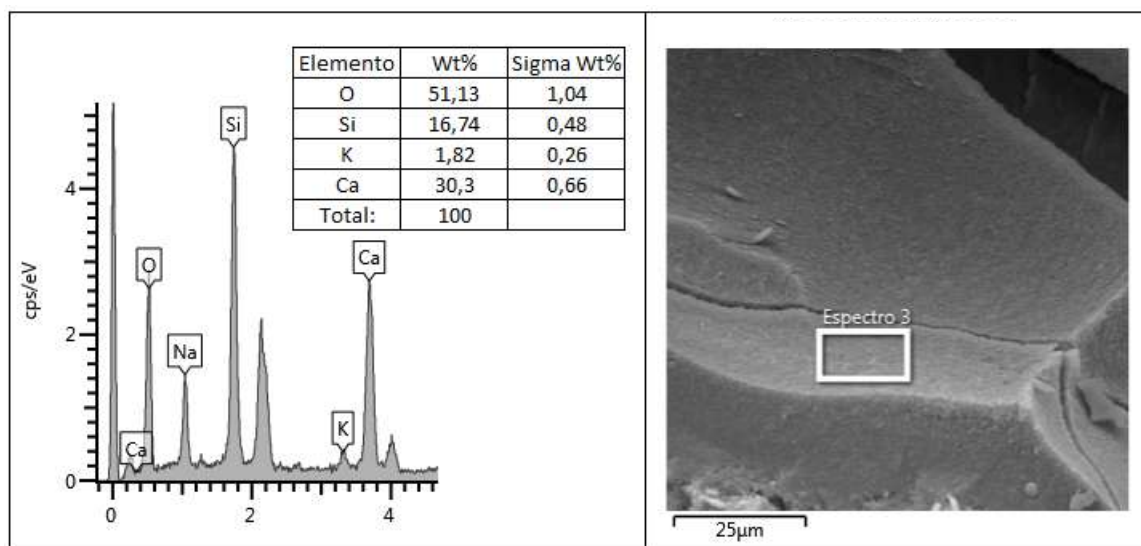 Elemento Wt% Sigma Wt%
O 51,13 1,04
Si 16,74 0,48
K 1,82 0,26
Ca 30,3 0,66
Total: 100
Si
O
Ca
Na
K
Ca
cps/eV
4
2
0
0 2 4
Espectro 3
25µm